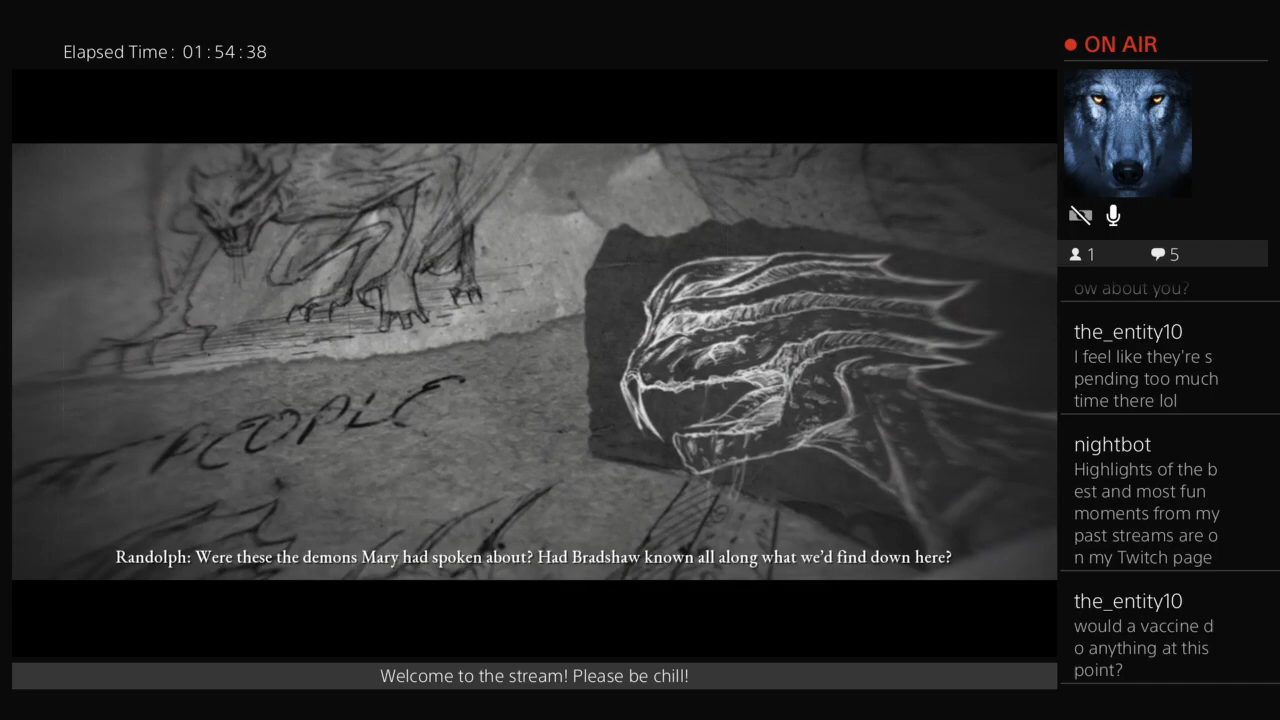 Elapsed Time: 01:54:38
ON AIR
1
5
ow about you?
the_entity10
I feel like they're s
pending too much
time there lol
nightbot
Highlights of the b
est and most fun
moments from my
past streams are o
n my Twitch page
the_entity10
would a vaccine d
o anything at this
point?
PEOPLE
Randolph: Were these the demons Mary had spoken about? Had Bradshaw known all along what we'd find down here?
Welcome to the stream! Please be chill!